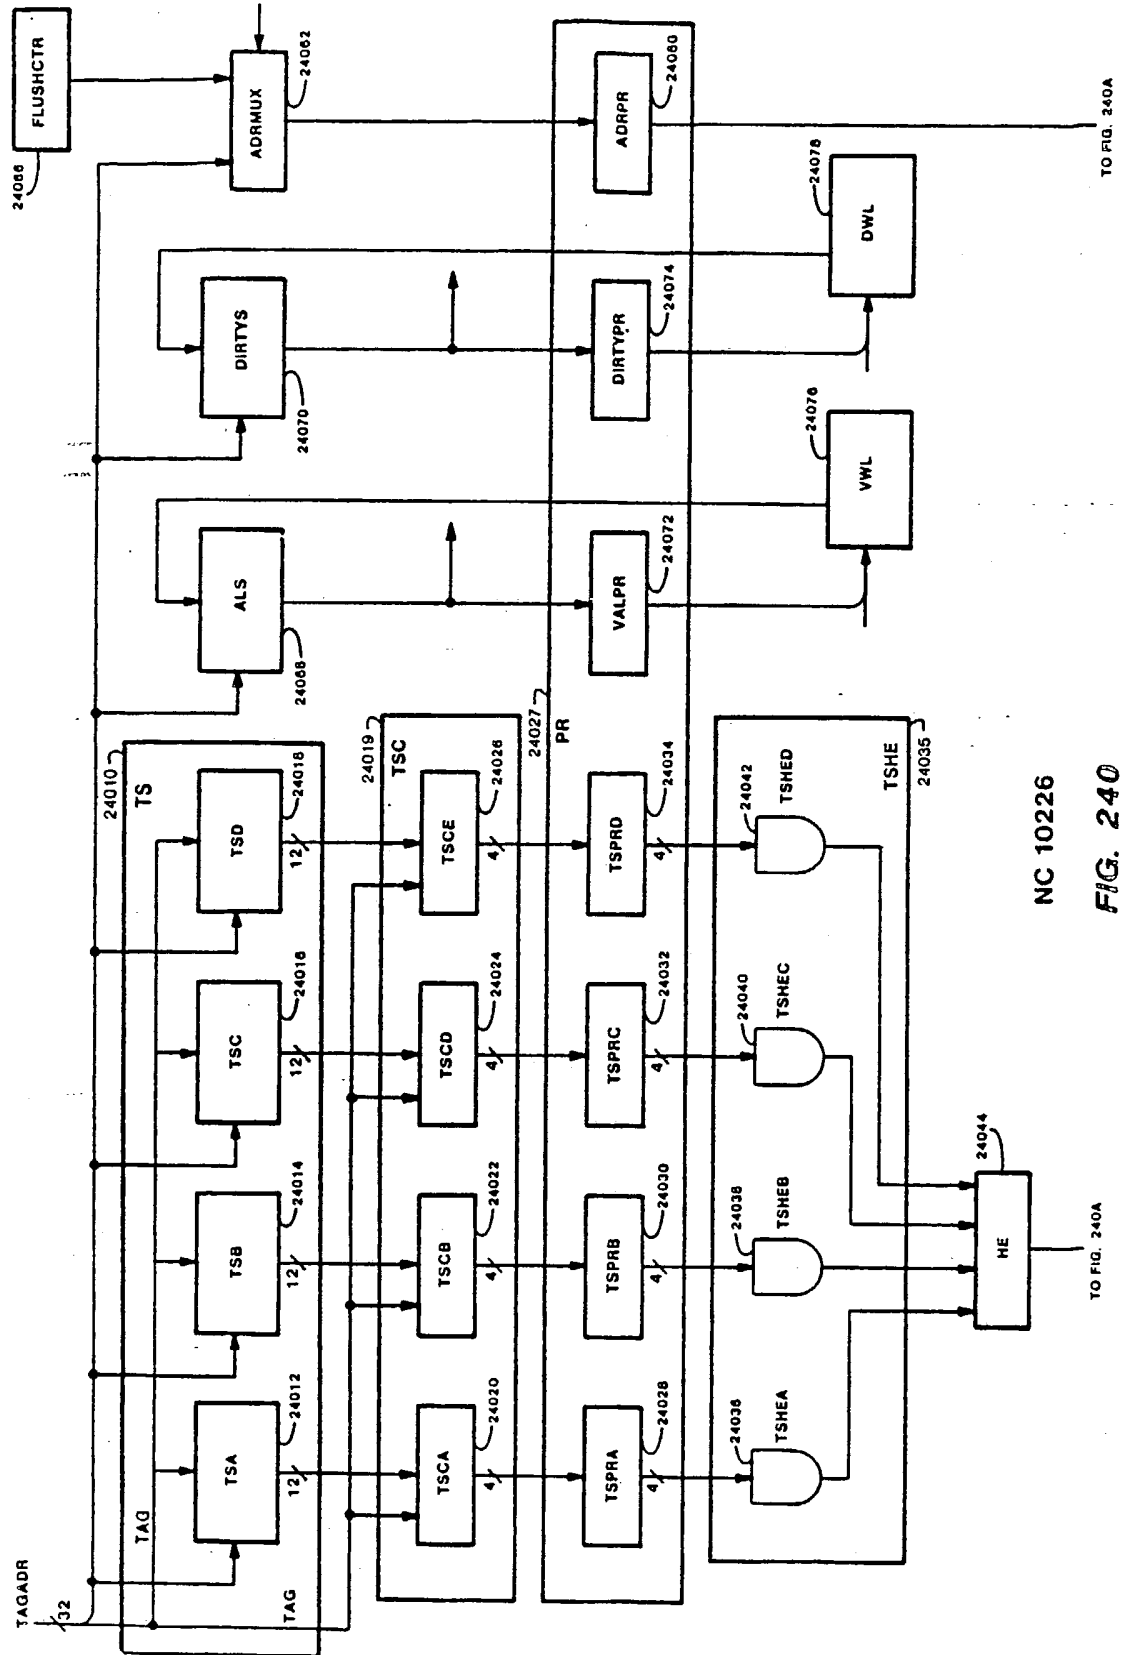 TAGADR
32
TAG
TAG
24010
TS
TSA
24012
12
TSB
24014
12
TSC
24016
12
TSD
24018
12
24019
TSC
TSCA
24020
4
TSCB
24022
4
TSCD
24024
4
TSCE
24026
4
24027
PR
TSPRA
24028
4
TSPRB
24030
4
TSPRC
24032
4
TSPRD
24034
4
24036
TSHEA
24038
TSHEB
24040
TSHEC
24042
TSHED
TSHE
24035
HE
24044
TO FIG. 240A
ALS
24068
VALPR
24072
VWL
24076
DIRTYS
24070
DIRTYPR
24074
DWL
24078
24066
FLUSHCTR
ADRMUX
24062
ADRPR
24060
TO FIG. 240A
NC 10226
FIG. 240